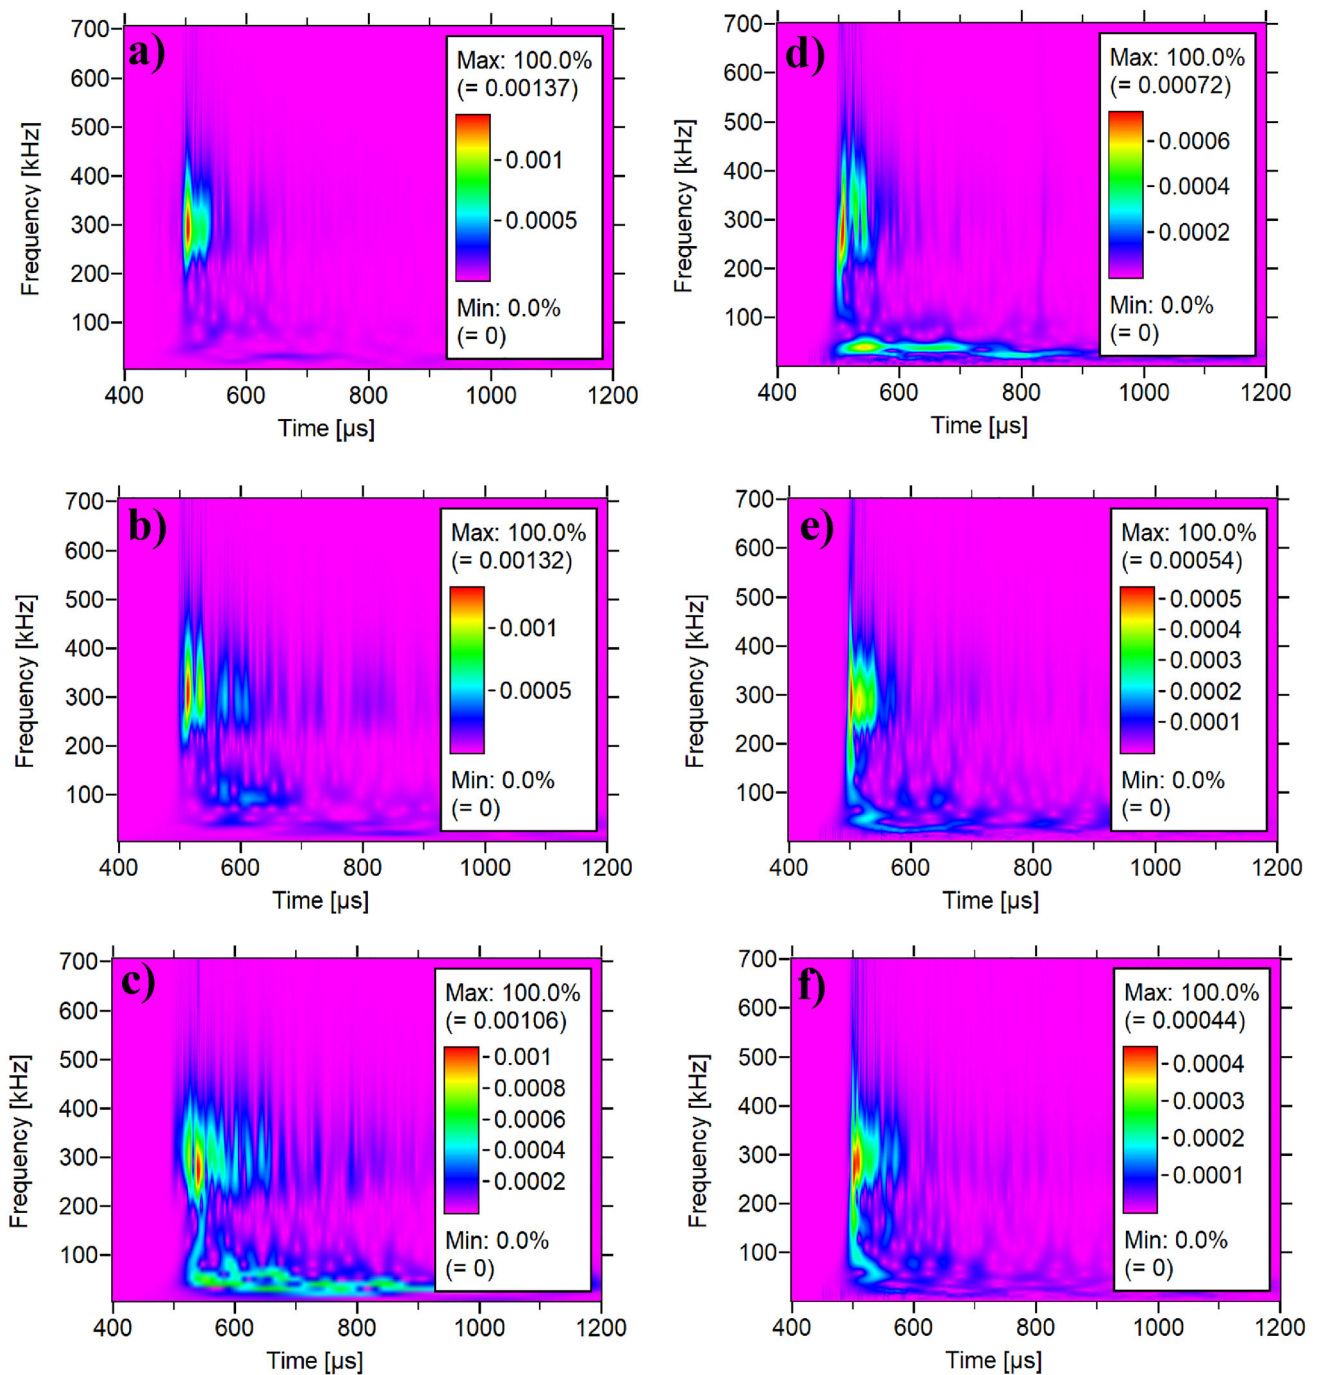 a)
700
600
500
400
300
200
100
Frequency [kHz]
Max: 100.0%
(= 0.00137)
0.001
0.0005
Min: 0.0%
(= 0)
400 600 800 1000 1200
Time [µs]
d)
700
600
500
400
300
200
100
Frequency [kHz]
Max: 100.0%
(= 0.00072)
0.0006
0.0004
0.0002
Min: 0.0%
(= 0)
400 600 800 1000 1200
Time [µs]
b)
700
600
500
400
300
200
100
Frequency [kHz]
Max: 100.0%
(= 0.00132)
0.001
0.0005
Min: 0.0%
(= 0)
400 600 800 1000 1200
Time [µs]
e)
700
600
500
400
300
200
100
Frequency [kHz]
Max: 100.0%
(= 0.00054)
0.0005
0.0004
0.0003
0.0002
0.0001
Min: 0.0%
(= 0)
400 600 800 1000 1200
Time [µs]
c)
700
600
500
400
300
200
100
Frequency [kHz]
Max: 100.0%
(= 0.00106)
0.001
0.0008
0.0006
0.0004
0.0002
Min: 0.0%
(= 0)
400 600 800 1000 1200
Time [µs]
f)
700
600
500
400
300
200
100
Frequency [kHz]
Max: 100.0%
(= 0.00044)
0.0004
0.0003
0.0002
0.0001
Min: 0.0%
(= 0)
400 600 800 1000 1200
Time [µs]